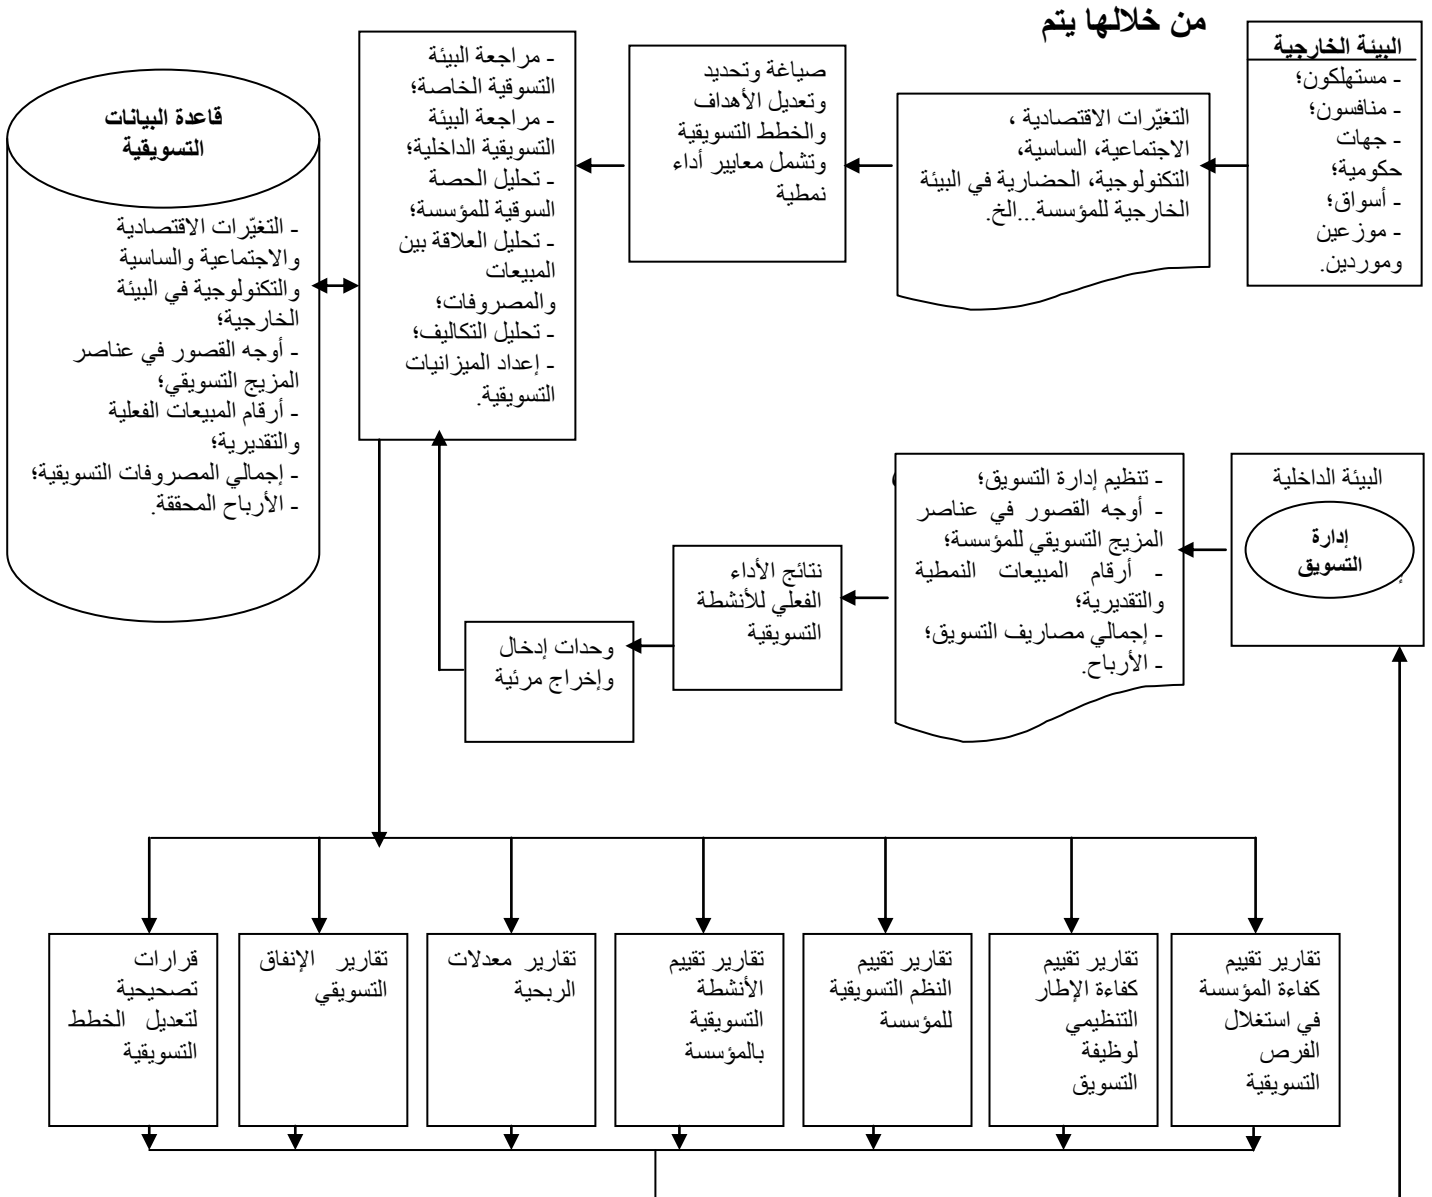 من خلالها يتم
البيئة الخارجية
- مستهلكون؛
- منافسون؛
- جهات
حكومية؛
- أسواق؛
- موزعين
وموردين.
التغيّرات الاقتصادية ،
الاجتماعية، الساسية،
التكنولوجية، الحضارية في البيئة
الخارجية للمؤسسة...الخ.
صياغة وتحديد
وتعديل الأهداف
والخطط التسويقية
وتشمل معايير أداء
نمطية
- مراجعة البيئة
التسوقية الخاصة؛
- مراجعة البيئة
التسويقية الداخلية؛
- تحليل الحصة
السوقية للمؤسسة؛
- تحليل العلاقة بين
المبيعات
والمصروفات؛
- تحليل التكاليف؛
- إعداد الميزانيات
التسويقية.
قاعدة البيانات
التسويقية
- التغيّرات الاقتصادية
والاجتماعية والساسية
والتكنولوجية في البيئة
الخارجية؛
- أوجه القصور في عناصر
المزيج التسويقي؛
- أرقام المبيعات الفعلية
والتقديرية؛
- إجمالي المصروفات التسويقية؛
- الأرباح المحققة.
البيئة الداخلية
إدارة
التسويق
- تنظيم إدارة التسويق؛
- أوجه القصور في عناصر
المزيج التسويقي للمؤسسة؛
- أرقام المبيعات النمطية
والتقديرية؛
- إجمالي مصاريف التسويق؛
- الأرباح.
نتائج الأداء
الفعلي للأنشطة
التسويقية
وحدات إدخال
وإخراج مرئية
تقارير تقييم
كفاءة المؤسسة
في استغلال
الفرص
التسويقية
تقارير تقييم
كفاءة الإطار
التنظيمي
لوظيفة
التسويق
تقارير تقييم
النظم التسويقية
للمؤسسة
تقارير تقييم
الأنشطة
التسويقية
بالمؤسسة
تقارير معدلات
الربحية
تقارير الإنفاق
التسويقي
قرارات
تصحيحية
لتعديل الخطط
التسويقية